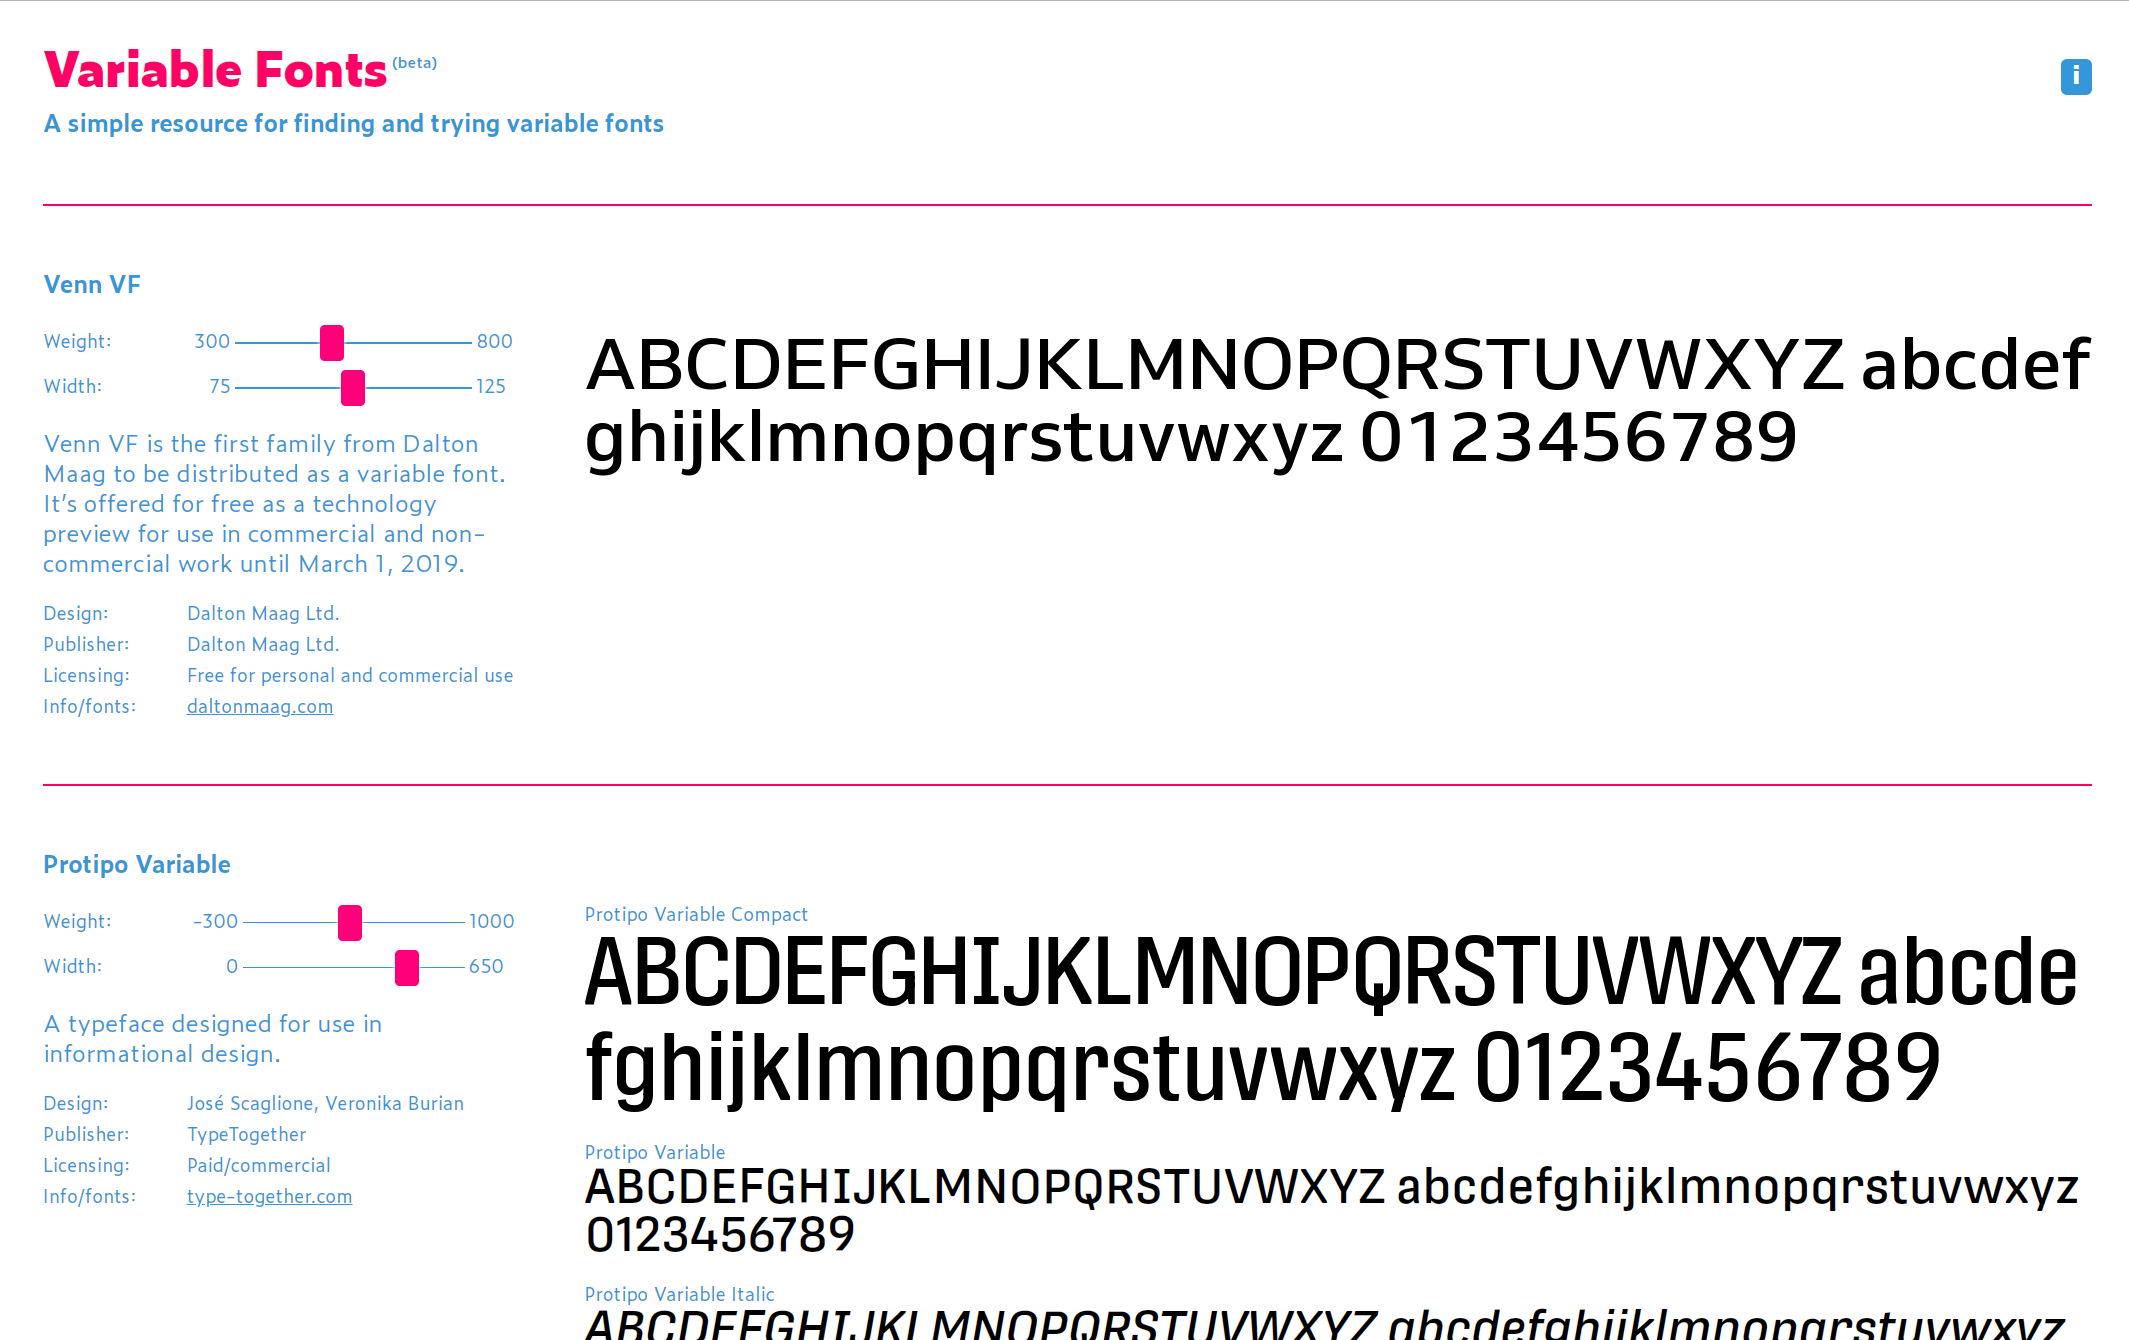 Variable Fonts (beta)
i
A simple resource for finding and trying variable fonts
Venn VF
Weight: 300 800
Width: 75 125
Venn VF is the first family from Dalton
Maag to be distributed as a variable font.
It’s offered for free as a technology
preview for use in commercial and non-
commercial work until March 1, 2019.
Design: Dalton Maag Ltd.
Publisher: Dalton Maag Ltd.
Licensing: Free for personal and commercial use
Info/fonts: daltonmaag.com
ABCDEFGHIJKLMNOPQRSTUVWXYZ abcdef
ghijklmnopqrstuvwxyz 0123456789
Protipo Variable
Weight: -300 1000
Width: 0 650
A typeface designed for use in
informational design.
Design: José Scaglione, Veronika Burian
Publisher: TypeTogether
Licensing: Paid/commercial
Info/fonts: type-together.com
Protipo Variable Compact
ABCDEFGHIJKLMNOPQRSTUVWXYZ abcde
fghijklmnopqrstuvwxyz 0123456789
Protipo Variable
ABCDEFGHIJKLMNOPQRSTUVWXYZ abcdefghijklmnopqrstuvwxyz
0123456789
Protipo Variable Italic
ABCDEFGHIJKLMNOPQRSTUVWXYZ abcdefghijklmnopqrstuvwxyz